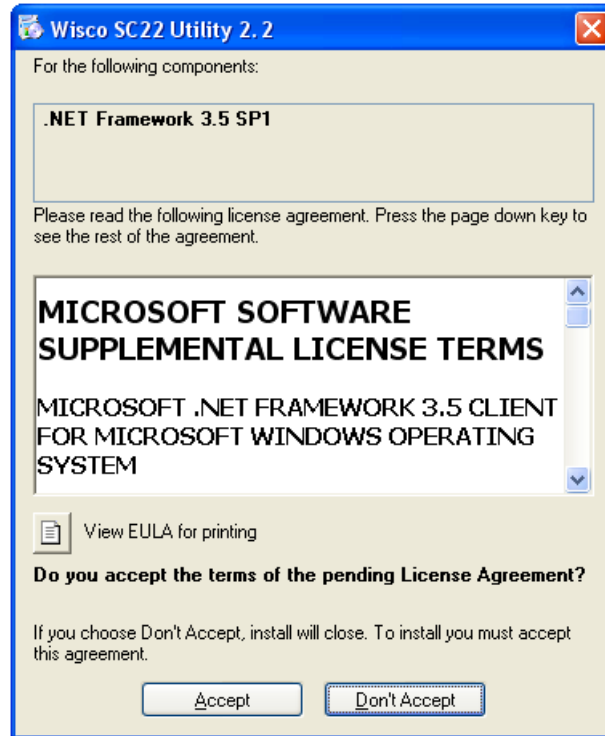 Wisco SC22 Utility 2. 2
For the following components:
.NET Framework 3.5 SP1
Please read the following license agreement. Press the page down key to
see the rest of the agreement.
MICROSOFT SOFTWARE
SUPPLEMENTAL LICENSE TERMS
MICROSOFT .NET FRAMEWORK 3.5 CLIENT
FOR MICROSOFT WINDOWS OPERATING
SYSTEM
View EULA for printing
Do you accept the terms of the pending License Agreement?
If you choose Don't Accept, install will close. To install you must accept
this agreement.
Accept
Don't Accept